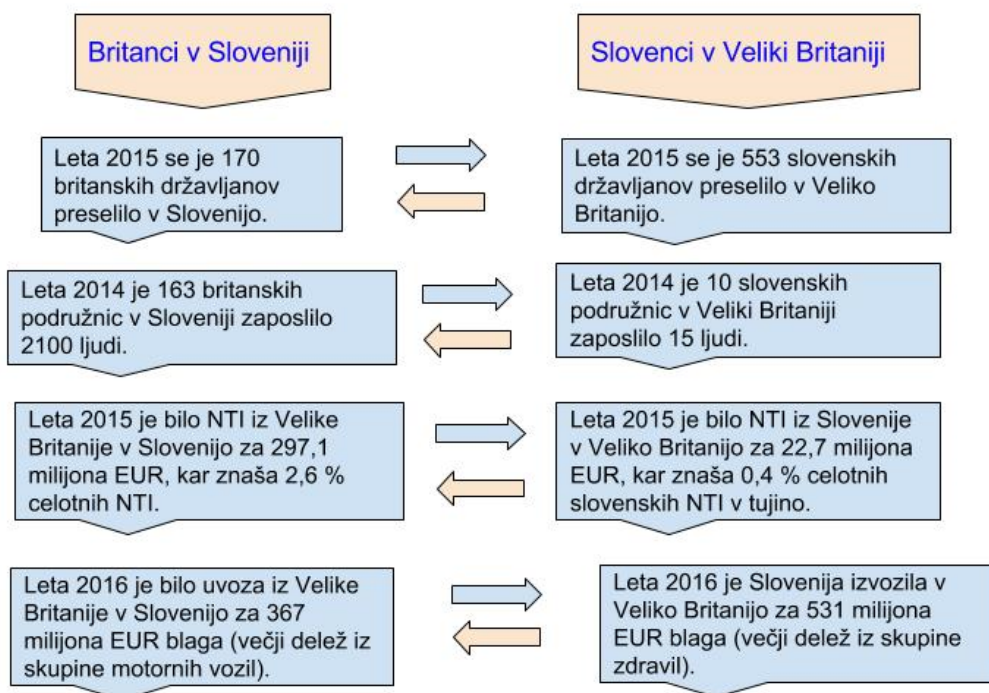 Britanci v Sloveniji
Slovenci v Veliki Britaniji
Leta 2015 se je 170
britanskih državljanov
preselilo v Slovenijo.
Leta 2015 se je 553 slovenskih
državljanov preselilo v Veliko
Britanijo.
Leta 2014 je 163 britanskih
podružnic v Sloveniji zaposlilo
2100 ljudi.
Leta 2014 je 10 slovenskih
podružnic v Veliki Britaniji
zaposlilo 15 ljudi.
Leta 2015 je bilo NTI iz Velike
Britanije v Slovenijo za 297,1
milijona EUR, kar znaša 2,6 %
celotnih NTI.
Leta 2015 je bilo NTI iz Slovenije
v Veliko Britanijo za 22,7 milijona
EUR, kar znaša 0,4 % celotnih
slovenskih NTI v tujino.
Leta 2016 je bilo uvoza iz Velike
Britanije v Slovenijo za 367
milijona EUR blaga (večji delež iz
skupine motornih vozil).
Leta 2016 je Slovenija izvozila v
Veliko Britanijo za 531 milijona
EUR blaga (večji delež iz skupine
zdravil).